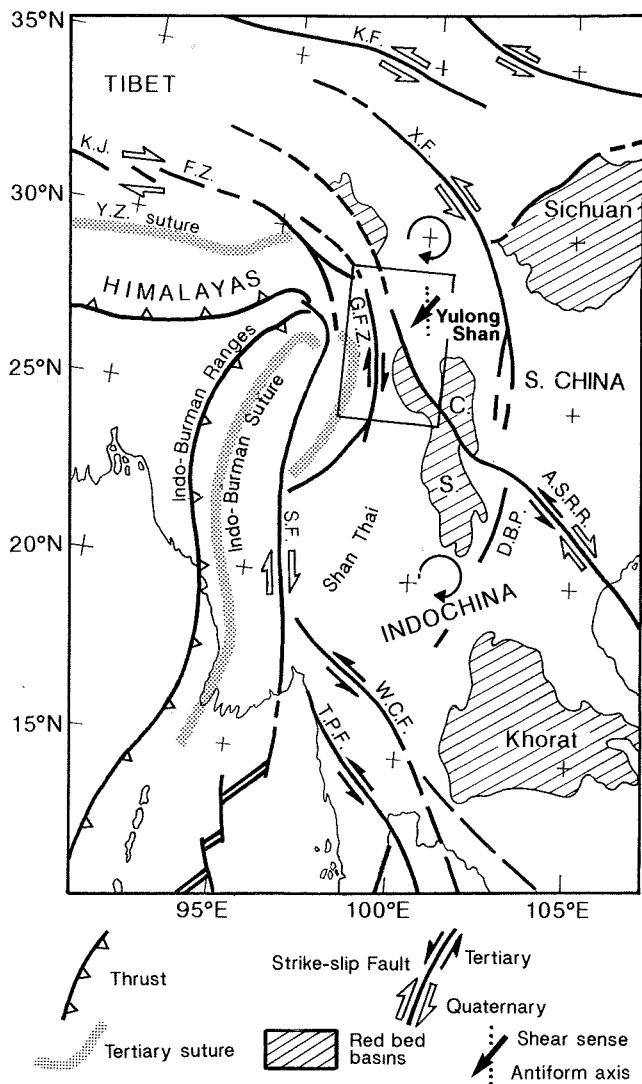 35°N
K.F.
TIBET
X.F.
K.J.
F.Z.
30°N
Sichuan
Y.Z. suture
HIMALAYAS
G.F.Z.
Yulong
Shan
25°N
Indo-Burman Ranges
Indo-Burman Suture
S. CHINA
C.
S.
A.S.R.R.
S.F.
Shan Thai
D.B.P.
20°N
INDOCHINA
W.C.F.
T.P.F.
15°N
Khorat
95°E 100°E 105°E
Thrust
Strike-slip Fault
Tertiary
Quaternary
Tertiary suture
Red bed
basins
Shear sense
Antiform axis